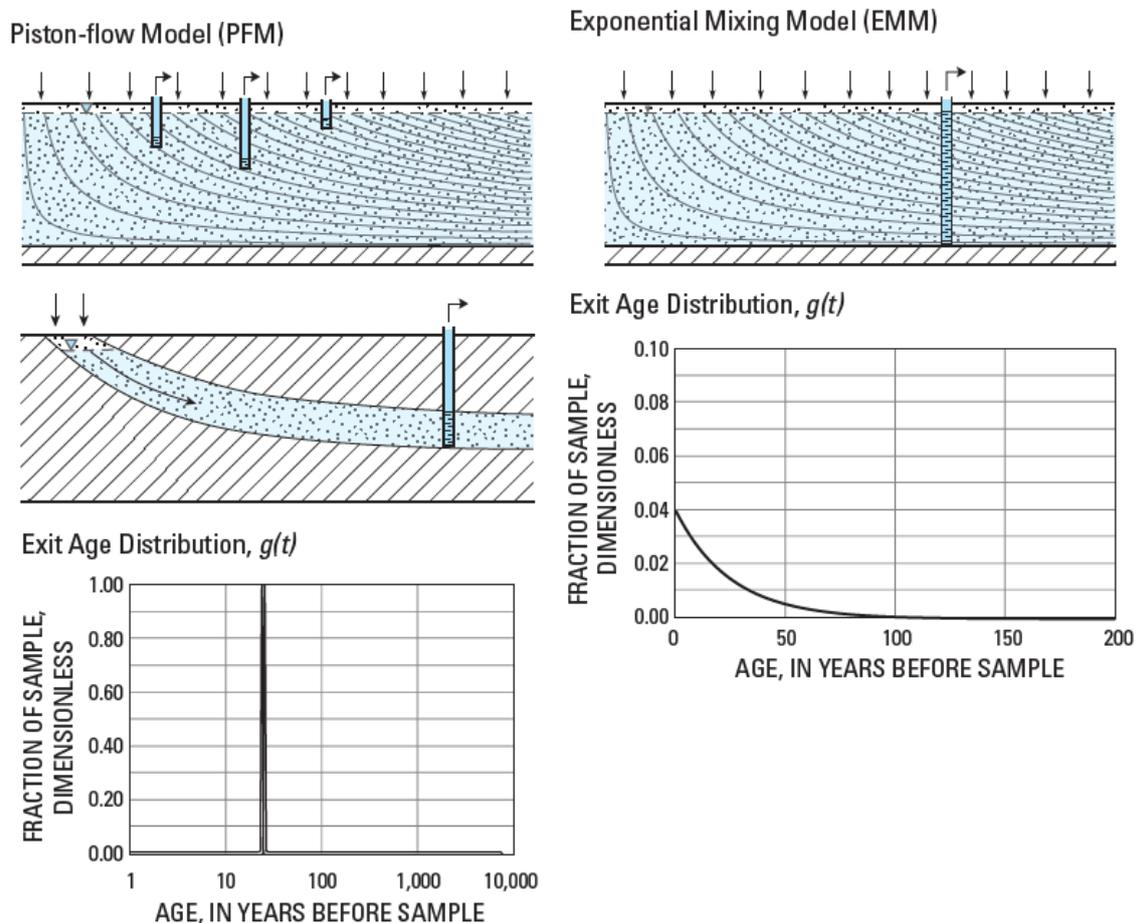 Piston-flow Model (PFM)
Exit Age Distribution, g(t)
FRACTION OF SAMPLE,
DIMENSIONLESS
1.00
0.80
0.60
0.40
0.20
0.00
1 10 100 1,000 10,000
AGE, IN YEARS BEFORE SAMPLE
Exponential Mixing Model (EMM)
Exit Age Distribution, g(t)
FRACTION OF SAMPLE,
DIMENSIONLESS
0.10
0.08
0.06
0.04
0.02
0.00
0 50 100 150 200
AGE, IN YEARS BEFORE SAMPLE